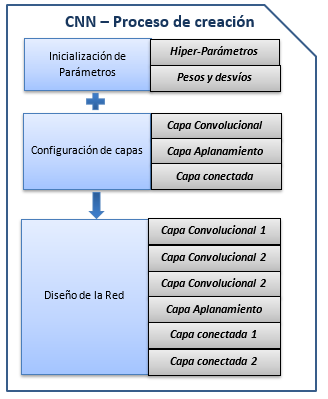 CNN – Proceso de creación
Inicialización de
Parámetros
Hiper-Parámetros
Pesos y desvíos
Configuración de capas
Capa Convolucional
Capa Aplanamiento
Capa conectada
Diseño de la Red
Capa Convolucional 1
Capa Convolucional 2
Capa Convolucional 2
Capa Aplanamiento
Capa conectada 1
Capa conectada 2